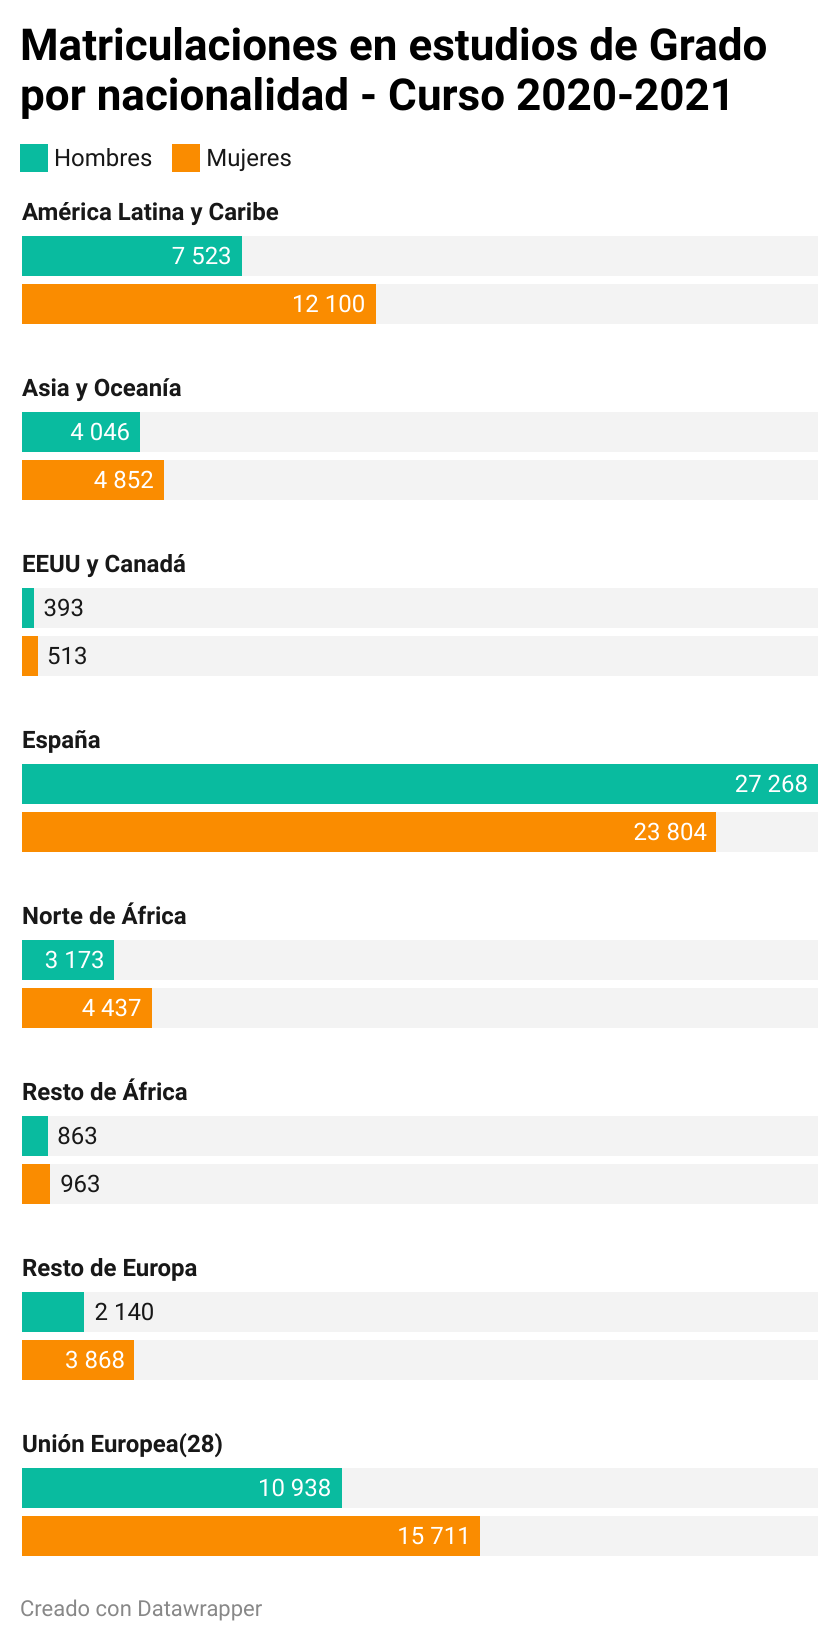 Matriculaciones en estudios de Grado
por nacionalidad - Curso 2020-2021
Hombres Mujeres
América Latina y Caribe
7 523
12 100
Asia y Oceanía
4 046
4 852
EEUU y Canadá
393
513
España
27 268
23 804
Norte de África
3 173
4 437
Resto de África
863
963
Resto de Europa
2 140
3 868
Unión Europea(28)
10 938
15 711
Creado con Datawrapper